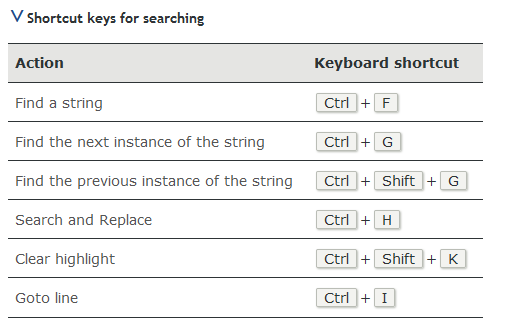 Shortcut keys for searching
Action Keyboard shortcut
Find a string Ctrl + F
Find the next instance of the string Ctrl + G
Find the previous instance of the string Ctrl + Shift + G
Search and Replace Ctrl + H
Clear highlight Ctrl + Shift + K
Goto line Ctrl + I